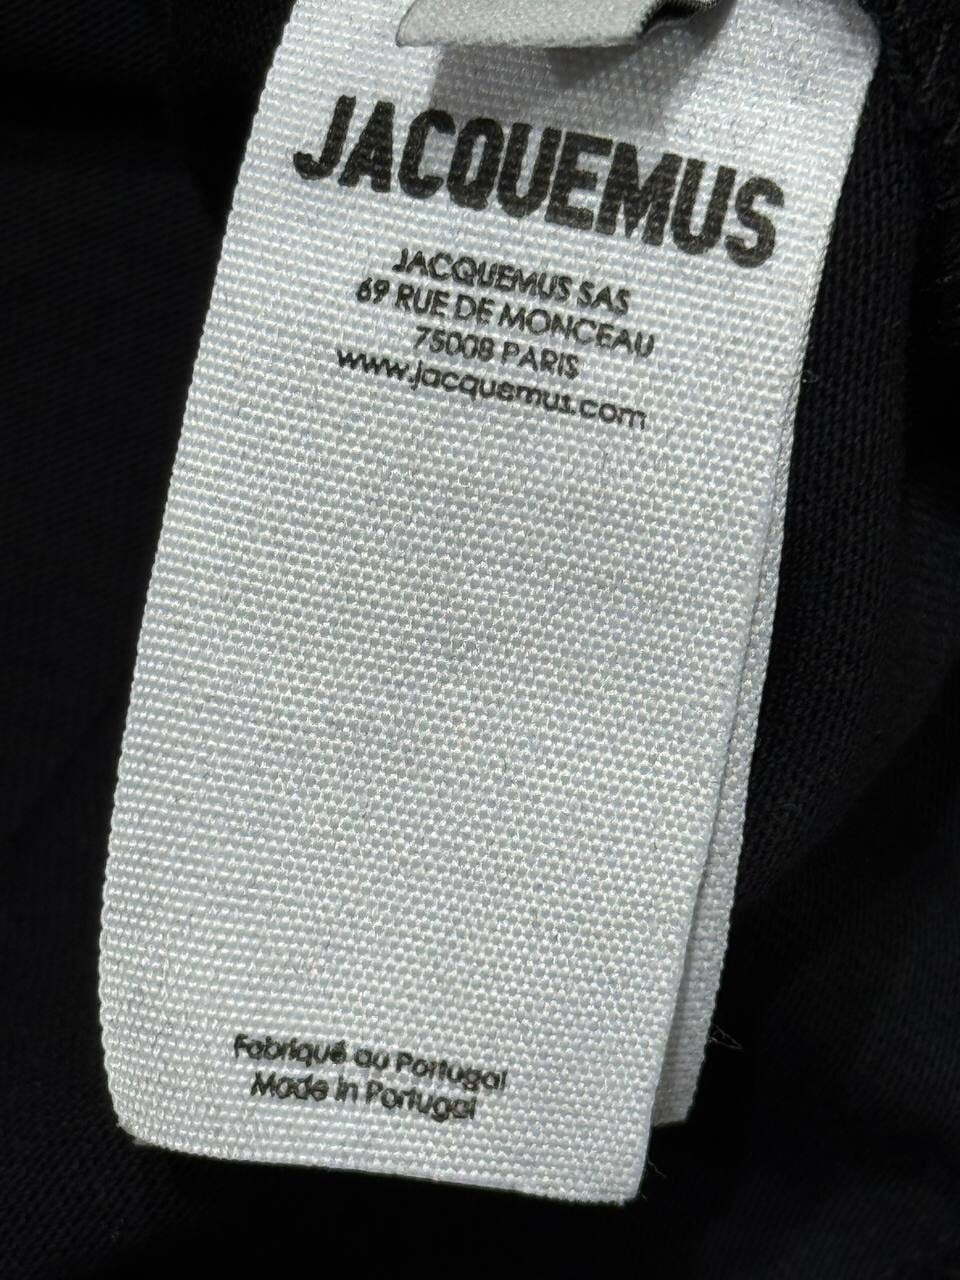 JACQUEMUS
JACQUEMUS SAS
69 RUE DE MONCEAU
75008 PARIS
www.jacquemus.com
Fabriqué au Portugal
Made in Portugal